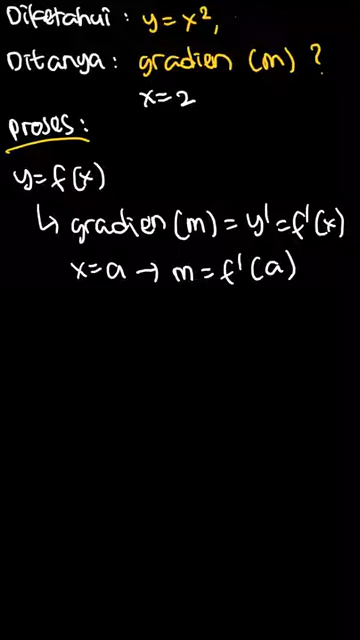 Diketahui : y = x²,
Ditanya : gradien (m) ?
x = 2
Proses :
y = f(x)
↳ gradien (m) = y' = f'(x)
x = a → m = f'(a)